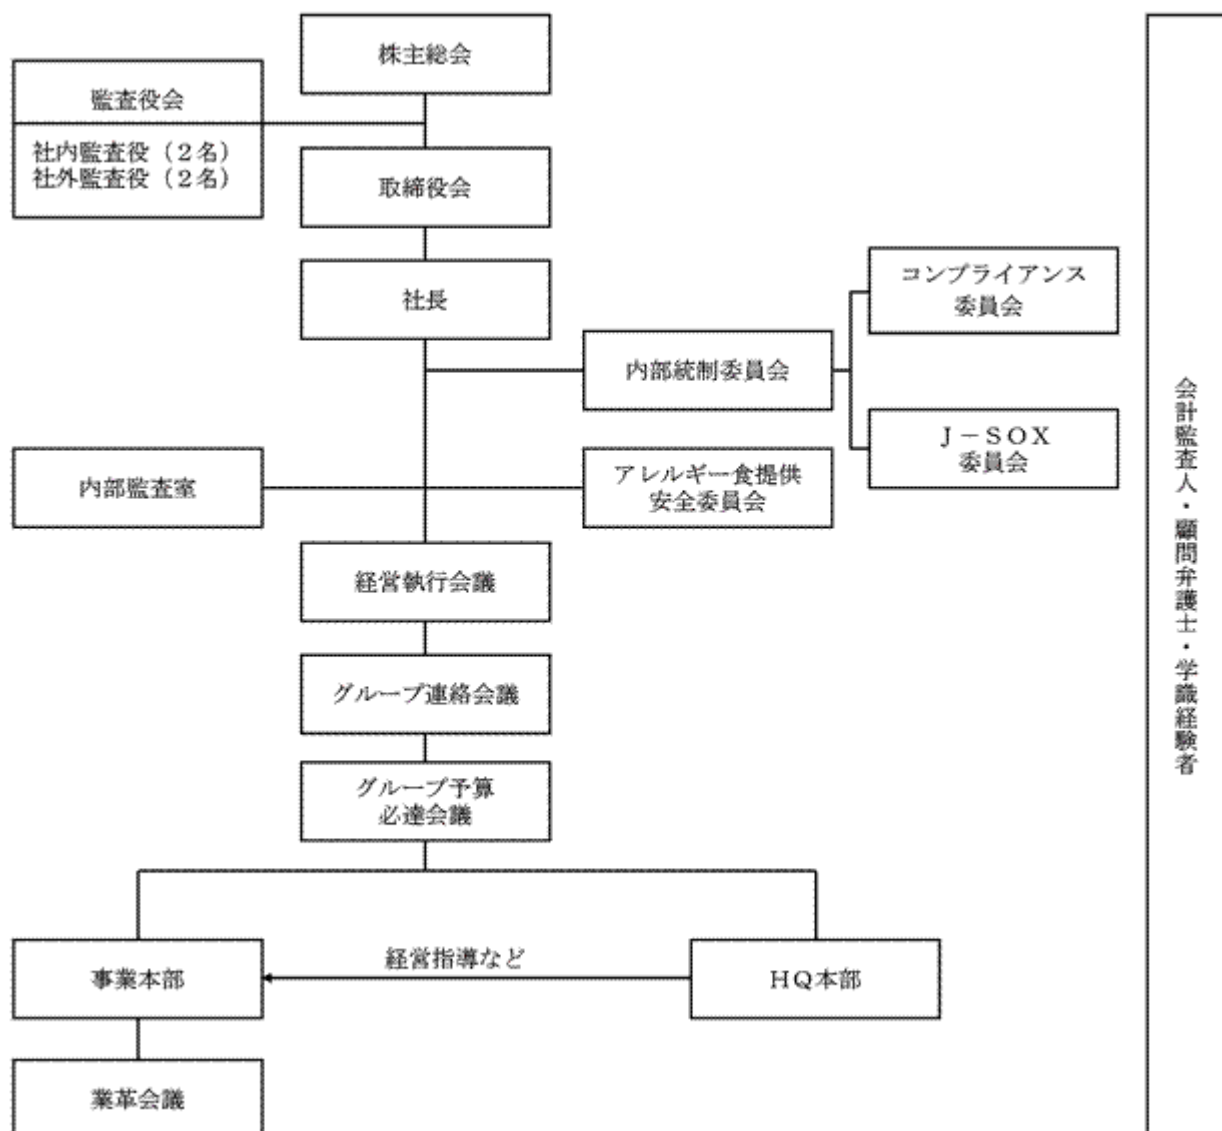 株主総会
監査役会
社内監査役（２名）
社外監査役（２名）
取締役会
社長
コンプライアンス
委員会
内部統制委員会
Ｊ－ＳＯＸ
委員会
内部監査室
アレルギー食提供
安全委員会
経営執行会議
グループ連絡会議
グループ予算
必達会議
事業本部
経営指導など
ＨＱ本部
業革会議
会計監査人・顧問弁護士・学識経験者